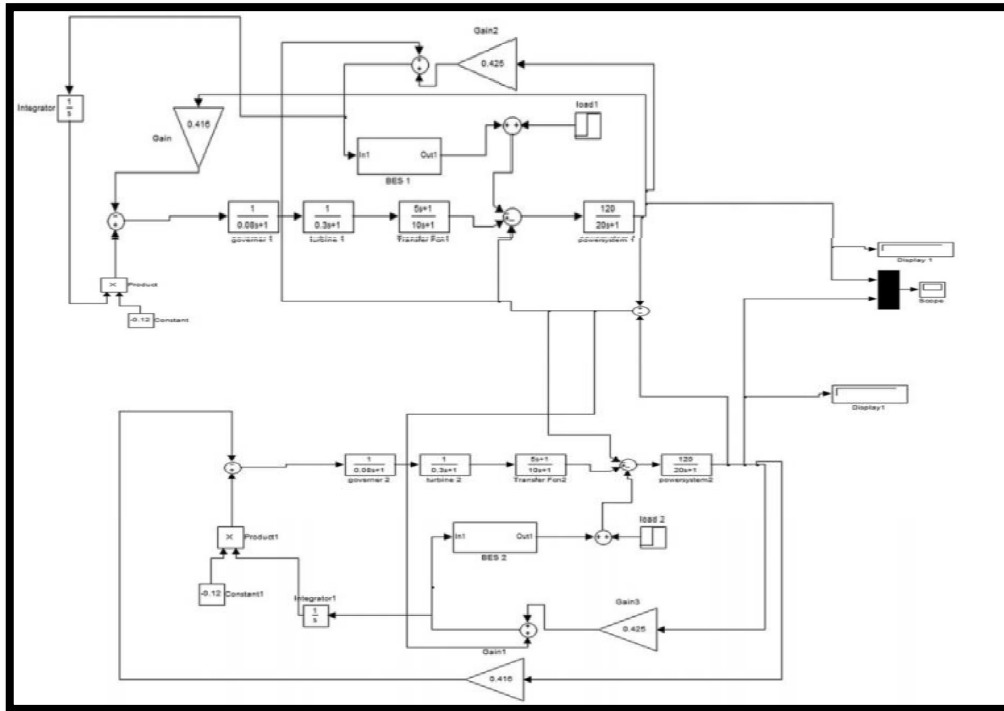 Gain2
0.425
load1
Integrator
1
s
0.416
Gain
In1
Out1
BES 1
1
0.08s+1
governer 1
1
0.3s+1
turbine 1
5s+1
10s+1
Transfer Fcn1
120
20s+1
powersystem 1
Display 1
Scope
X
Product
-0.12
Constant
Display1
1
0.08s+1
governer 2
1
0.3s+1
turbine 2
5s+1
10s+1
Transfer Fcn2
120
20s+1
powersystem2
load 2
X
Product1
In1
Out1
BES 2
-0.12
Constant1
Integrator1
1
s
Gain3
0.425
Gain1
0.416